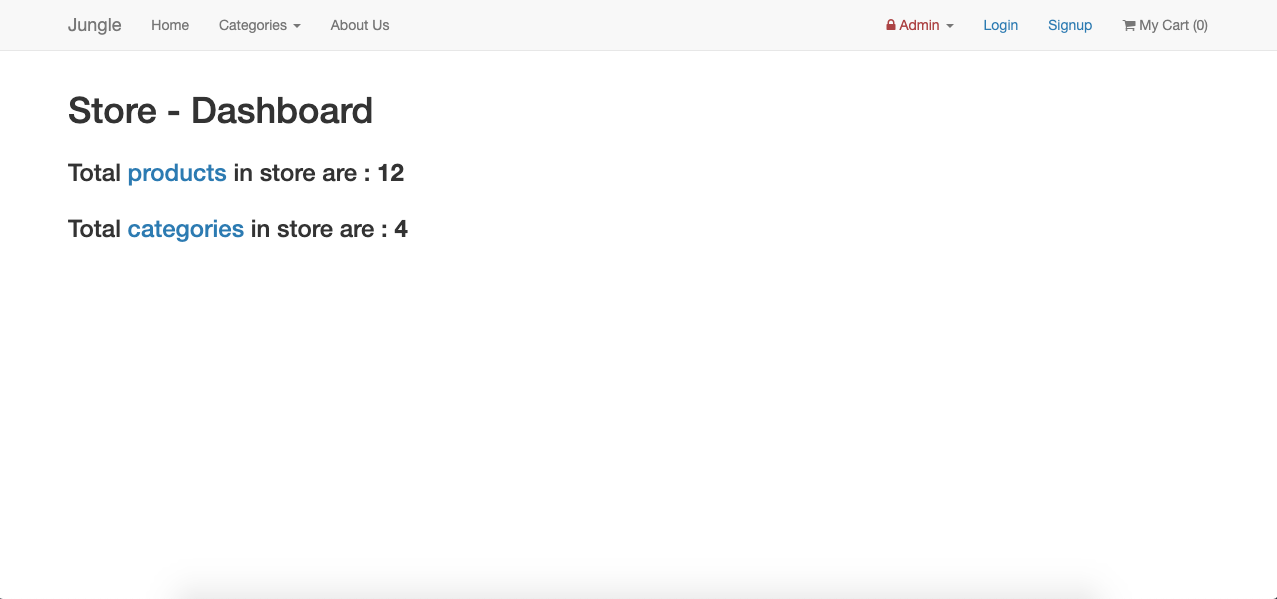 Jungle Home Categories About Us Admin Login Signup My Cart (0)
Store - Dashboard
Total products in store are : 12
Total categories in store are : 4